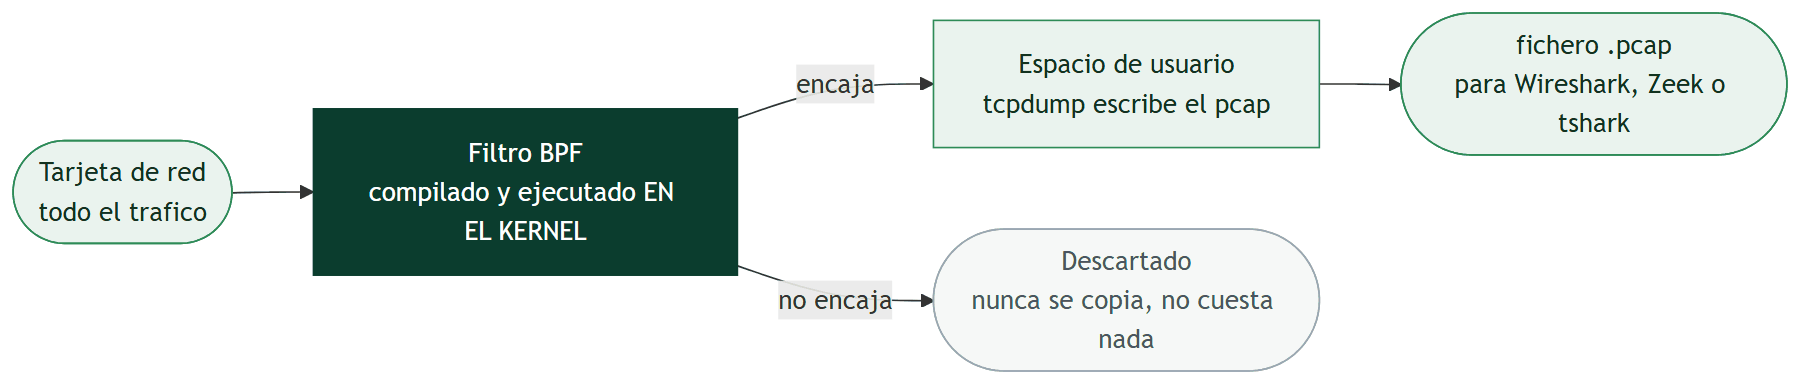 Tarjeta de red
todo el trafico
Filtro BPF
compilado y ejecutado EN
EL KERNEL
encaja
no encaja
Espacio de usuario
tcpdump escribe el pcap
Descartado
nunca se copia, no cuesta
nada
fichero .pcap
para Wireshark, Zeek o
tshark